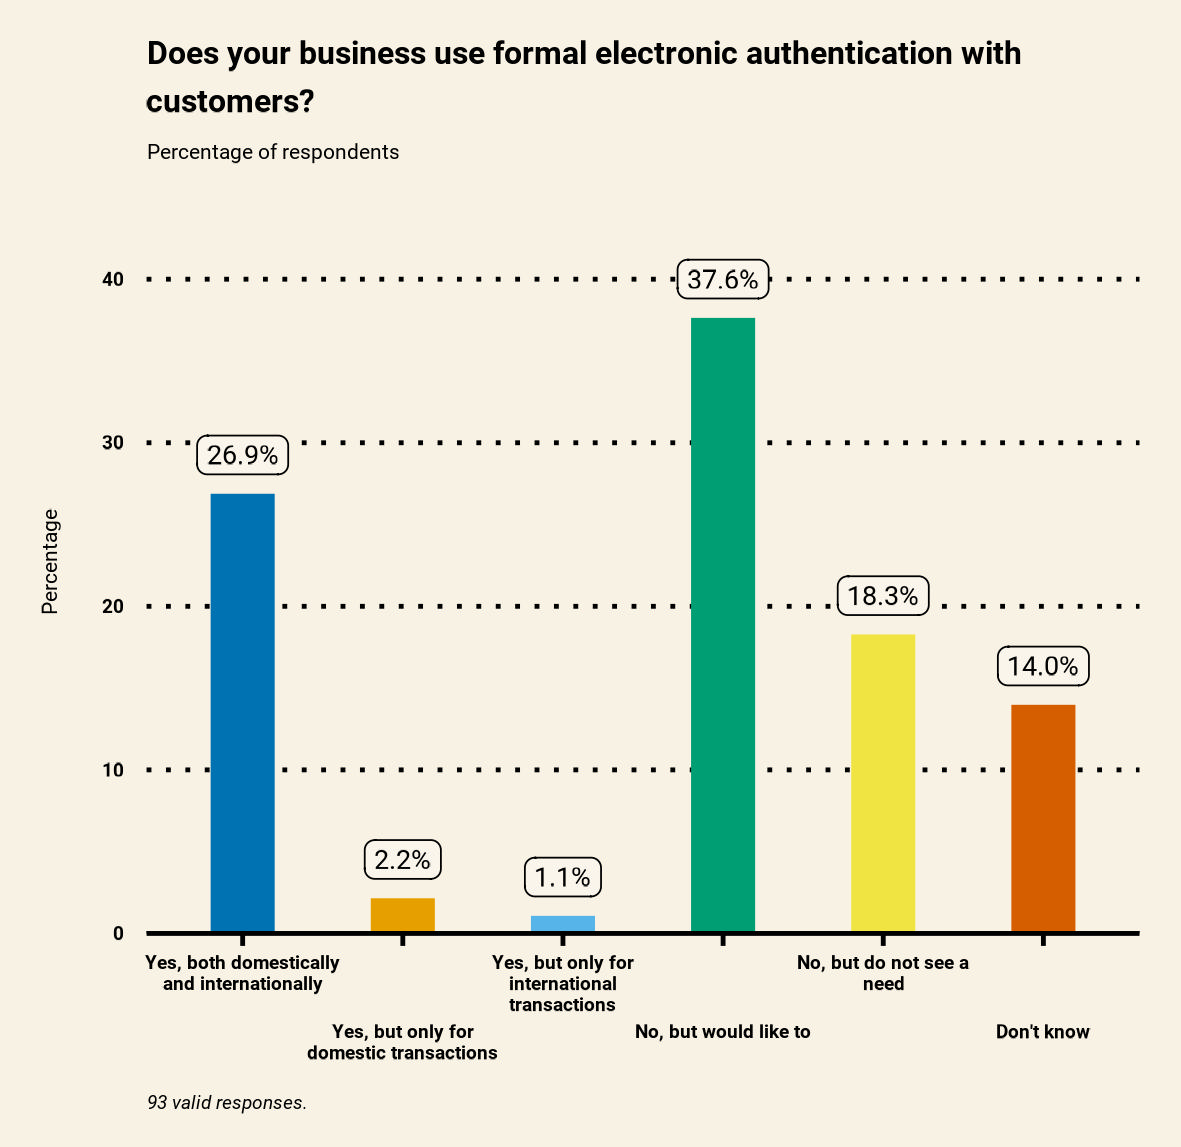 Does your business use formal electronic authentication with
customers?
Percentage of respondents
40
37.6%
30
26.9%
Percentage
20
18.3%
14.0%
10
2.2%
1.1%
0
Yes, both domestically
and internationally
Yes, but only for
domestic transactions
Yes, but only for
international
transactions
No, but would like to
No, but do not see a
need
Don't know
93 valid responses.